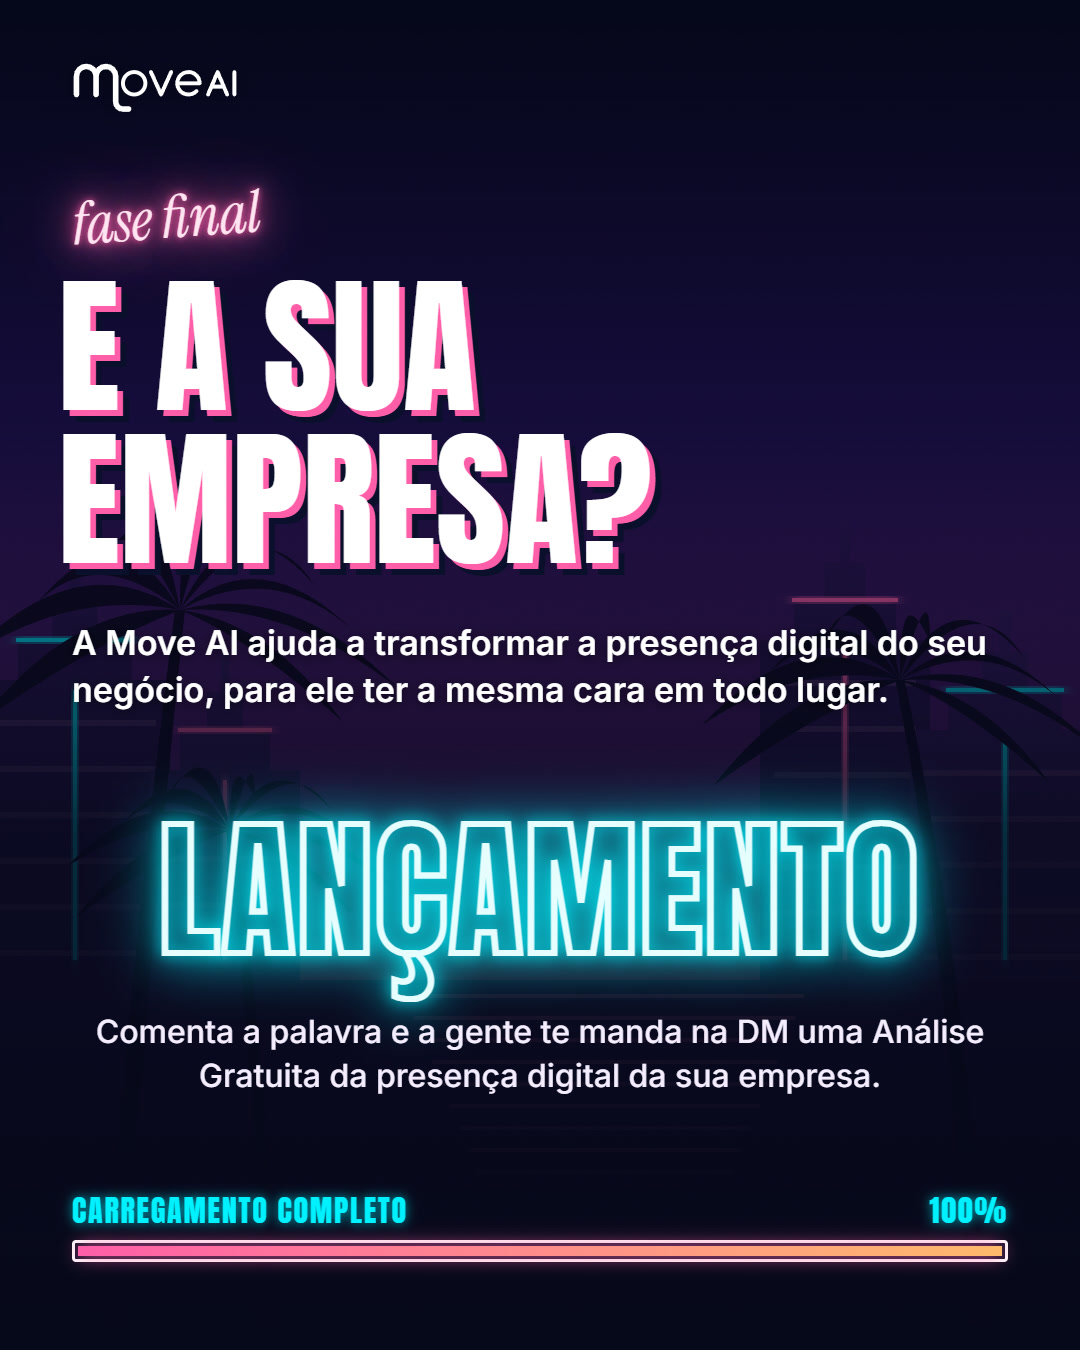 Move AI
fase final
E A SUA
EMPRESA?
A Move AI ajuda a transformar a presença digital do seu
negócio, para ele ter a mesma cara em todo lugar.
LANÇAMENTO
Comenta a palavra e a gente te manda na DM uma Análise
Gratuita da presença digital da sua empresa.
CARREGAMENTO COMPLETO 100%